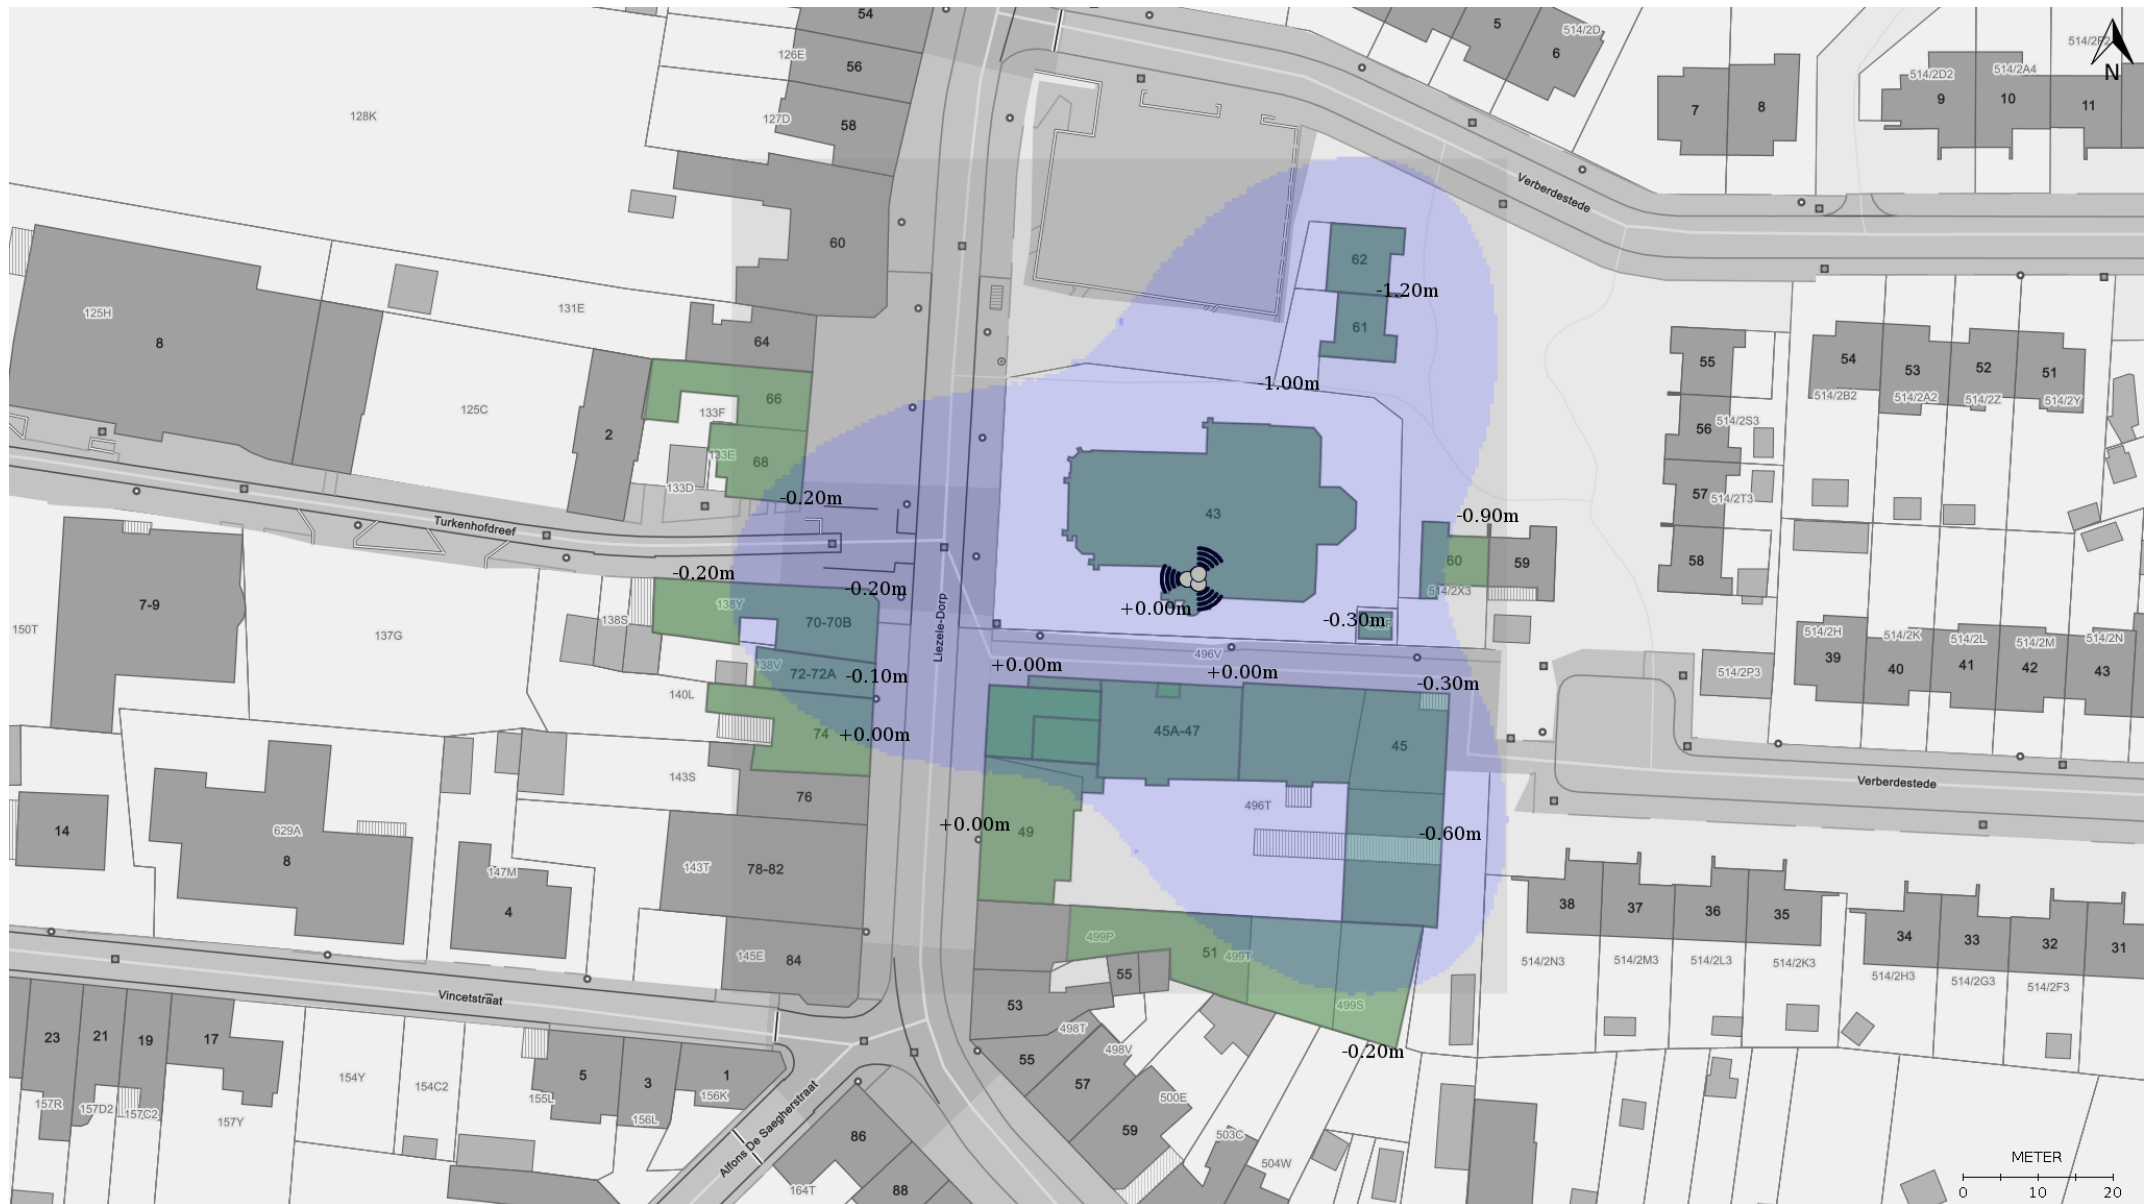 54
5
514/2D
6
514/2F2
N
126E
56
7
8
514/2D2
514/2A4
9
10
11
128K
127D
58
Verberdestede
60
62
-1.20m
61
125H
8
131E
64
55
54
53
52
51
514/2B2
514/2A2
514/2Z
514/2Y
-1.00m
66
133F
125C
2
133E
68
133D
56
514/2S3
57
514/2T3
58
-0.20m
43
-0.90m
60
59
514/2X3
Turkenhofdreef
-0.20m
-0.20m
7-9
150T
137G
138S
138Y
70-70B
138V
72-72A
-0.10m
Liezele-Dorp
+0.00m
-0.30m
496V
+0.00m
+0.00m
-0.30m
514/2P3
514/2H
514/2K
514/2L
514/2M
514/2N
39
40
41
42
43
140L
74
+0.00m
45A-47
45
143S
76
496T
Verberdestede
14
629A
8
147M
4
143T
78-82
+0.00m
49
-0.60m
38
37
36
35
34
33
32
31
145E
84
499P
51
499T
499S
514/2N3
514/2M3
514/2L3
514/2K3
514/2H3
514/2G3
514/2F3
55
53
Vincetstraat
498T
498V
-0.20m
23
21
19
17
157R
157D2
157C2
157Y
154Y
154C2
155L
5
3
1
156K
156L
Alfons De Saegherstraat
55
57
59
500E
503C
504W
86
88
164T
METER
0
10
20